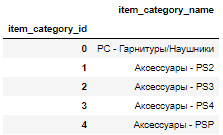 item_category_name
item_category_id
0 PC - Гарнитуры/Наушники
1 Аксессуары - PS2
2 Аксессуары - PS3
3 Аксессуары - PS4
4 Аксессуары - PSP